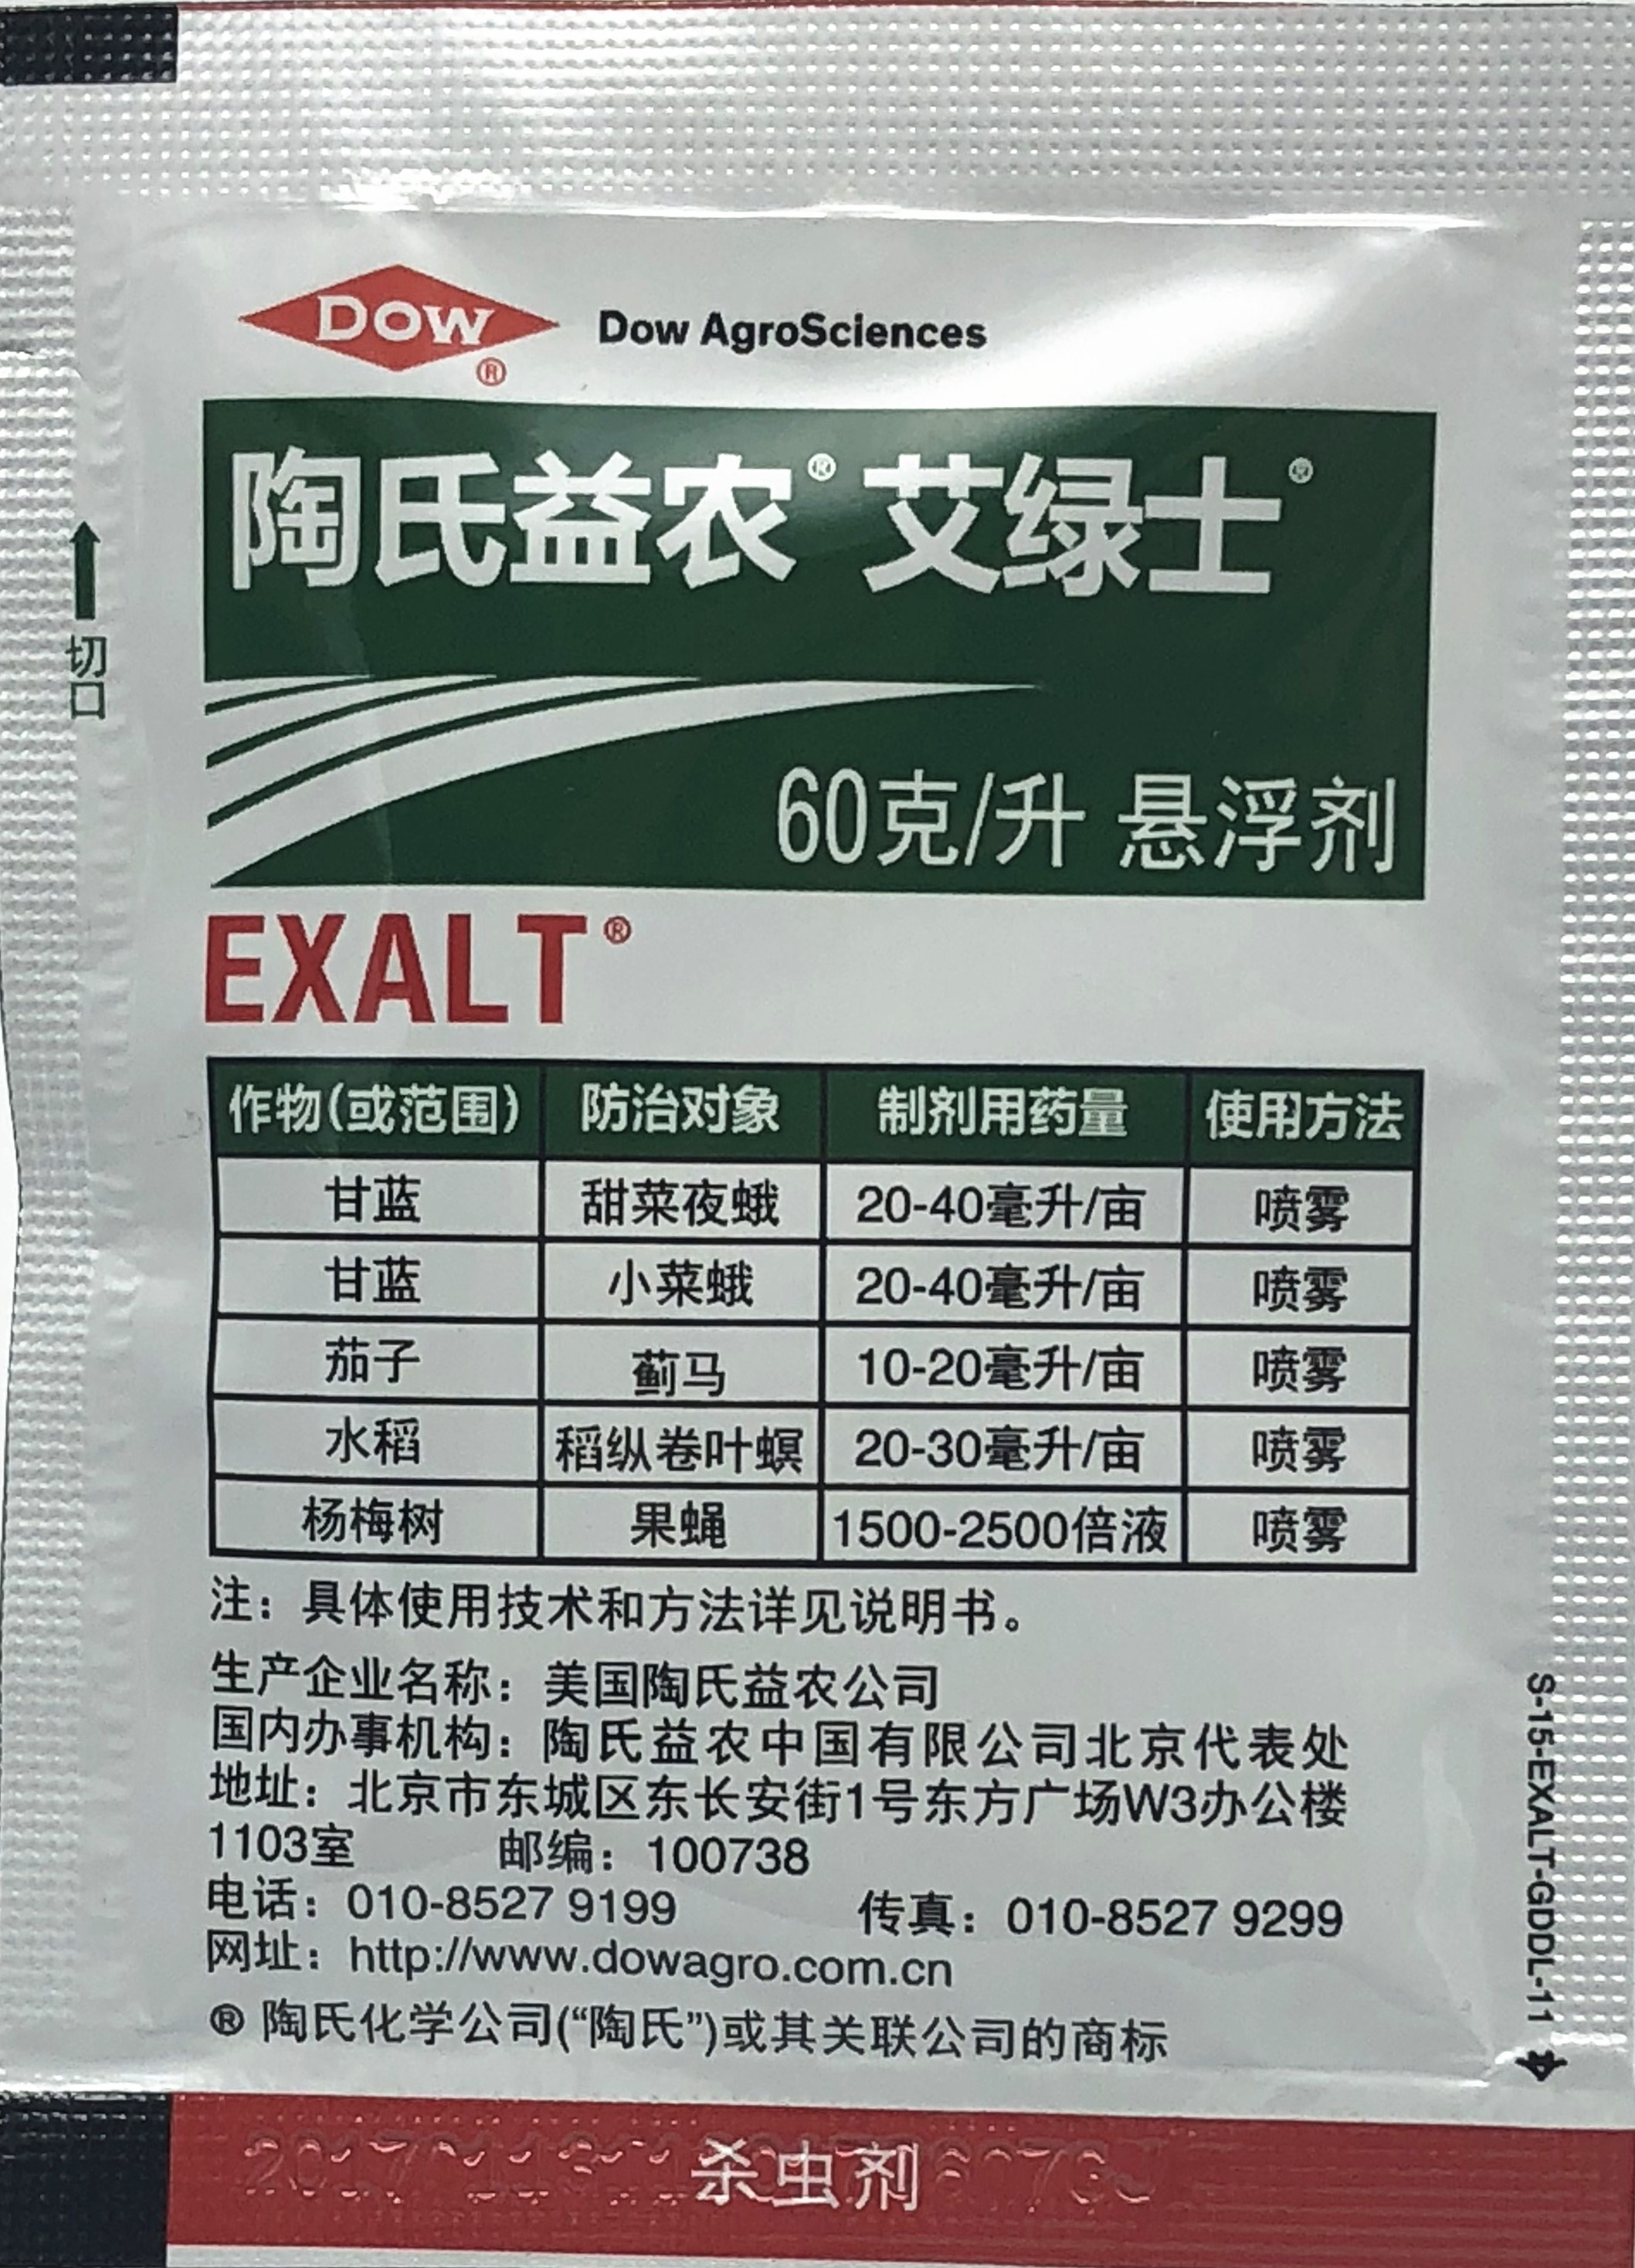 DOW®
Dow AgroSciences
陶氏益农® 艾绿士®
切口
60克/升 悬浮剂
EXALT®
作物(或范围) 防治对象 制剂用药量 使用方法
甘蓝 甜菜夜蛾 20-40毫升/亩 喷雾
甘蓝 小菜蛾 20-40毫升/亩 喷雾
茄子 蓟马 10-20毫升/亩 喷雾
水稻 稻纵卷叶螟 20-30毫升/亩 喷雾
杨梅树 果蝇 1500-2500倍液 喷雾
注：具体使用技术和方法详见说明书。
生产企业名称：美国陶氏益农公司
国内办事机构：陶氏益农中国有限公司北京代表处
地址：北京市东城区东长安街1号东方广场W3办公楼
1103室 邮编：100738
电话：010-8527 9199 传真：010-8527 9299
网址：http://www.dowagro.com.cn
® 陶氏化学公司(“陶氏”)或其关联公司的商标
S-15-EXALT-GDDL-11
杀虫剂